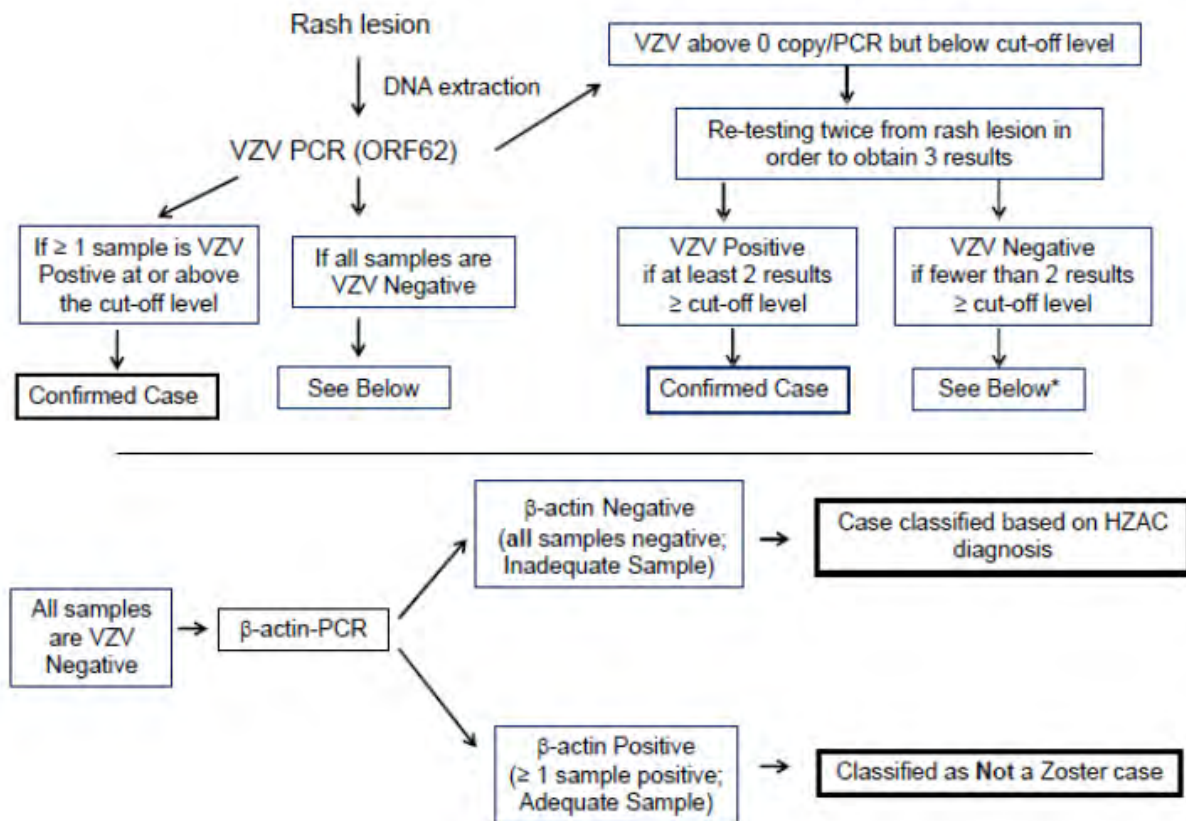 Rash lesion
DNA extraction
VZV PCR (ORF62)
If ≥ 1 sample is VZV
Postive at or above
the cut-off level
Confirmed Case
If all samples are
VZV Negative
See Below
VZV above 0 copy/PCR but below cut-off level
Re-testing twice from rash lesion in
order to obtain 3 results
VZV Positive
if at least 2 results
≥ cut-off level
Confirmed Case
VZV Negative
if fewer than 2 results
≥ cut-off level
See Below*
All samples
are VZV
Negative
β-actin-PCR
β-actin Negative
(all samples negative;
Inadequate Sample)
Case classified based on HZAC
diagnosis
β-actin Positive
(≥ 1 sample positive;
Adequate Sample)
Classified as Not a Zoster case